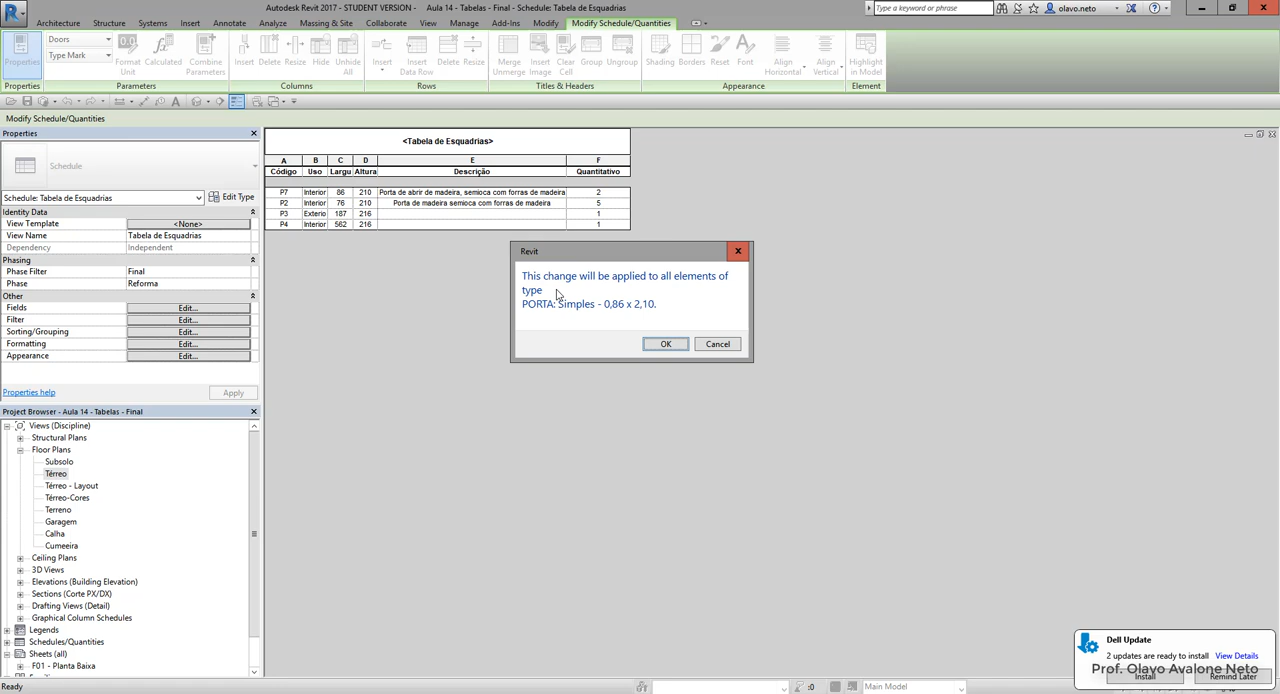 Autodesk Revit 2017 - STUDENT VERSION - Aula 14 - Tabelas - Final - Schedule: Tabela de Esquadrias
Type a keyword or phrase
olavo.neto
Architecture Structure Systems Insert Annotate Analyze Massing & Site Collaborate View Manage Add-Ins Modify Modify Schedule/Quantities
Doors
Type Mark
Properties
Format Unit
Calculated
Combine Parameters
Insert Delete Resize Hide Unhide All
Insert
Insert Data Row
Delete Resize
Merge Unmerge
Insert Image
Clear Cell
Group Ungroup
Shading Borders Reset Font
Align Horizontal
Align Vertical
Highlight in Model
Properties Parameters Columns Rows Titles & Headers Appearance Element
Modify Schedule/Quantities
Properties
Schedule
Schedule: Tabela de Esquadrias
Edit Type
Identity Data
View Template <None>
View Name Tabela de Esquadrias
Dependency Independent
Phasing
Phase Filter Final
Phase Reforma
Other
Fields Edit...
Filter Edit...
Sorting/Grouping Edit...
Formatting Edit...
Appearance Edit...
Properties help
Apply
Project Browser - Aula 14 - Tabelas - Final
Views (Discipline)
Structural Plans
Floor Plans
Subsolo
Térreo
Térreo - Layout
Térreo-Cores
Terreno
Garagem
Calha
Cumeeira
Ceiling Plans
3D Views
Elevations (Building Elevation)
Sections (Corte PX/DX)
Drafting Views (Detail)
Graphical Column Schedules
Legends
Schedules/Quantities
Sheets (all)
F01 - Planta Baixa
<Tabela de Esquadrias>
A B C D E F
Código Uso Largu Altura Descrição Quantitativo
P7 Interior 86 210 Porta de abrir de madeira, semioca com forras de madeira 2
P2 Interior 76 210 Porta de madeira semioca com forras de madeira 5
P3 Exterio 187 216 1
P4 Interior 562 216 1
Revit
This change will be applied to all elements of
type
PORTA: Simples - 0,86 x 2,10.
OK Cancel
Dell Update
2 updates are ready to install View Details
Prof. Olavo Avalone Neto
Install Remind Later
Ready
:0
Main Model